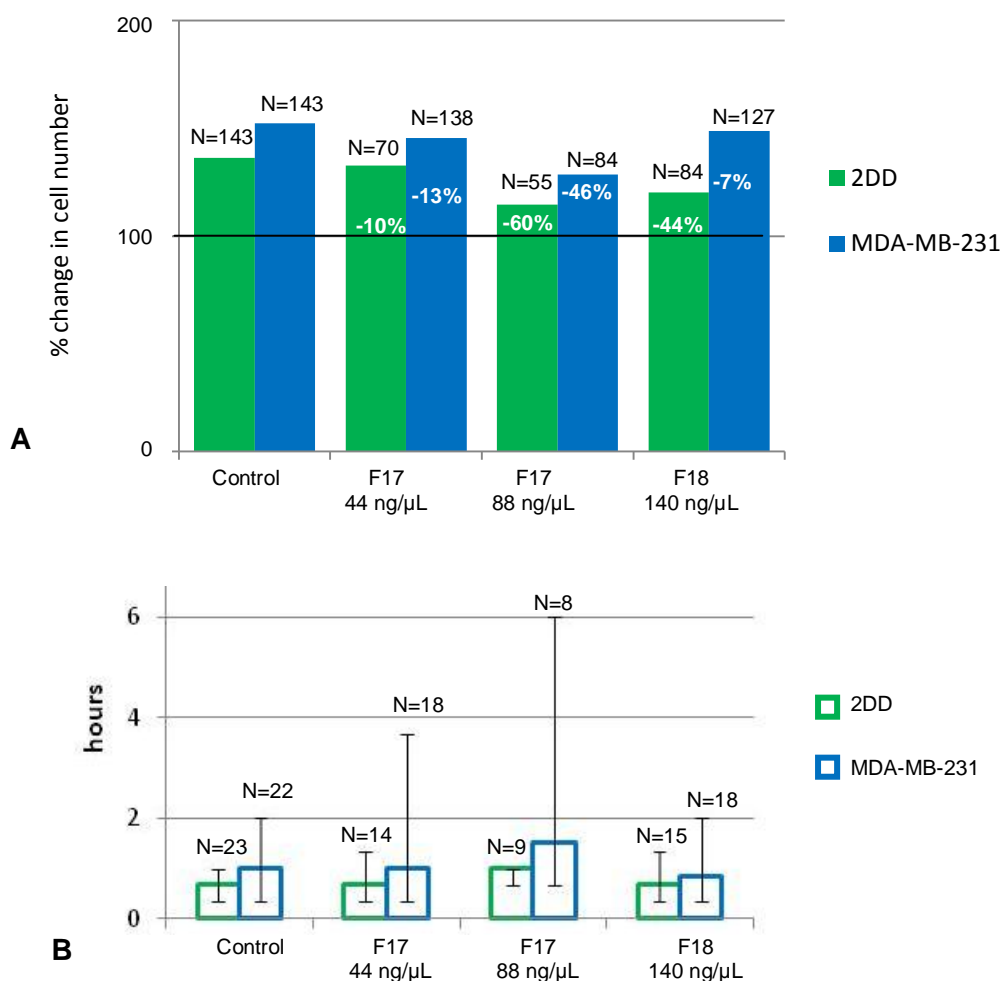 200
% change in cell number
N=143
N=143
N=70
N=138
N=55
N=84
N=84
N=127
-10%
-13%
-60%
-46%
-44%
-7%
100
0
A
Control
F17
44 ng/µL
F17
88 ng/µL
F18
140 ng/µL
2DD
MDA-MB-231
hours
6
4
2
0
N=23
N=22
N=14
N=18
N=9
N=8
N=15
N=18
B
Control
F17
44 ng/µL
F17
88 ng/µL
F18
140 ng/µL
2DD
MDA-MB-231